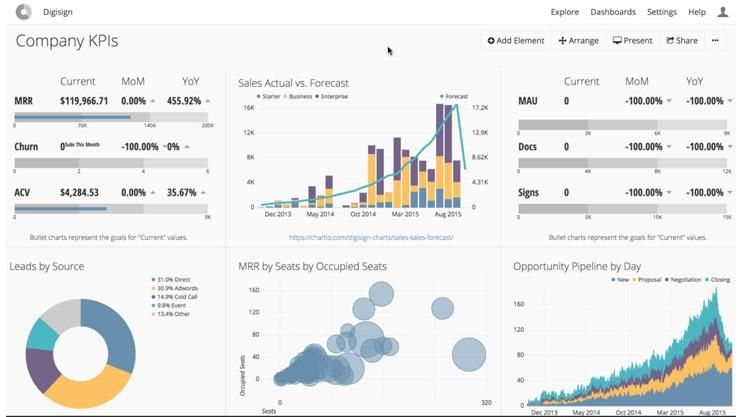 Digisign
Explore Dashboards Settings Help
Company KPIs
Add Element Arrange Present Share
Current MoM YoY
MRR $119,966.71 0.00% 455.92%
0 70K 140K 200K
Churn 0 Subs This Month -100.00% 0%
0 2 4 6
ACV $4,284.53 0.00% 35.67%
0 9K
Bullet charts represent the goals for "Current" values.
Sales Actual vs. Forecast
Starter Business Enterprise Forecast
16K 17.2K
12K 12.9K
8K 8.62K
4K 4.31K
0 0
Dec 2013 May 2014 Oct 2014 Mar 2015 Aug 2015
https://chartio.com/digisign-charts/sales-sales-forecast/
Current MoM YoY
MAU 0 -100.00% -100.00%
0 3K 6K 9K
Docs 0 -100.00% -100.00%
0 4K 8K 12K
Signs 0 -100.00% -100.00%
0 5K 10K 15K
Bullet charts represent the goals for "Current" values.
Leads by Source
31.0% Direct
30.9% Adwords
14.9% Cold Call
9.8% Event
13.4% Other
MRR by Seats by Occupied Seats
160
120
80
40
0
Occupied Seats
0 320
Seats
Opportunity Pipeline by Day
New Proposal Negotiation Closing
160
120
80
40
0
Dec 2013 May 2014 Oct 2014 Mar 2015 Aug 2015